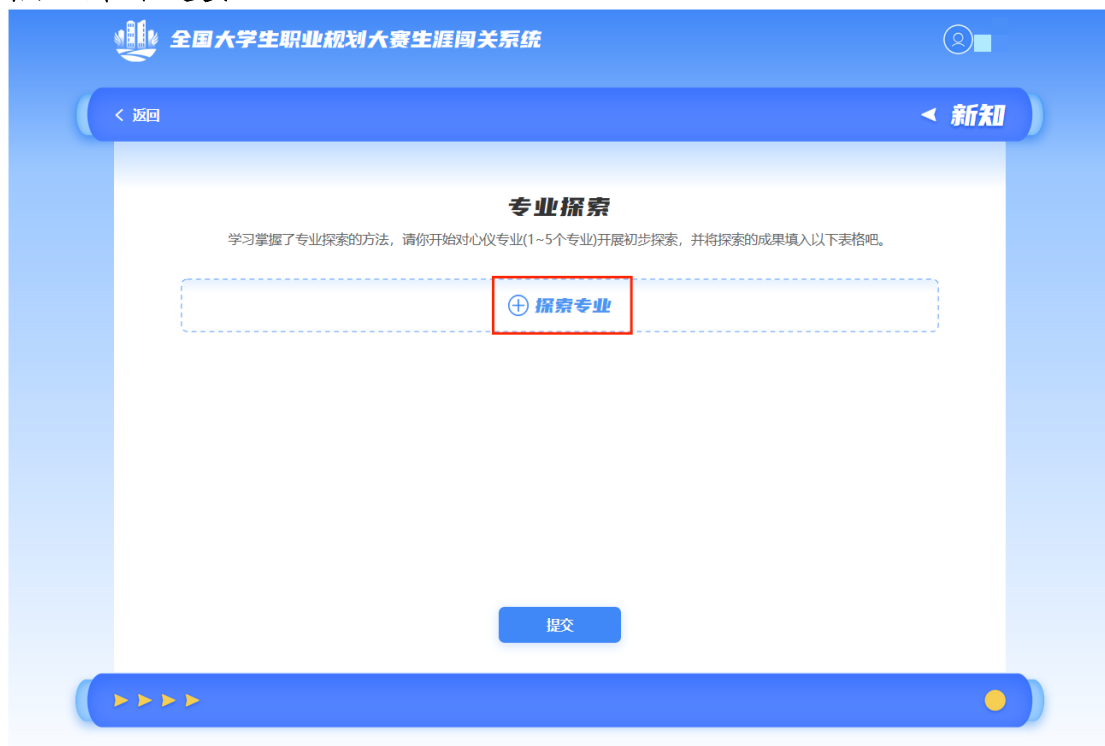 全国大学生职业规划大赛生涯闯关系统
返回
新知
专业探索
学习掌握了专业探索的方法，请你开始对心仪专业(1~5个专业)开展初步探索，并将探索的成果填入以下表格吧。
探索专业
提交